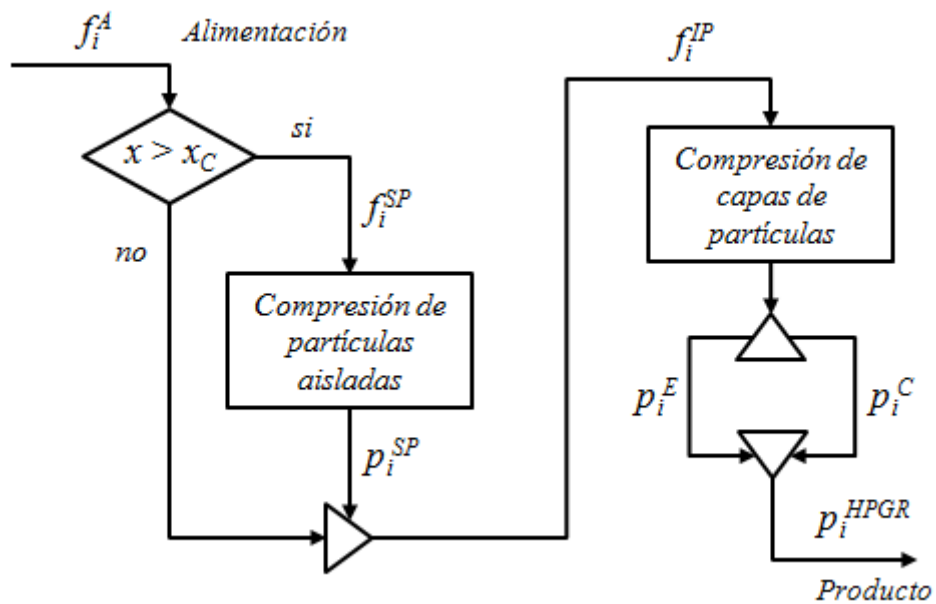 f_i^A
Alimentación
x > x_C
si
no
f_i^SP
Compresión de
partículas
aisladas
p_i^SP
f_i^IP
Compresión de
capas de
partículas
p_i^E
p_i^C
p_i^HPGR
Producto